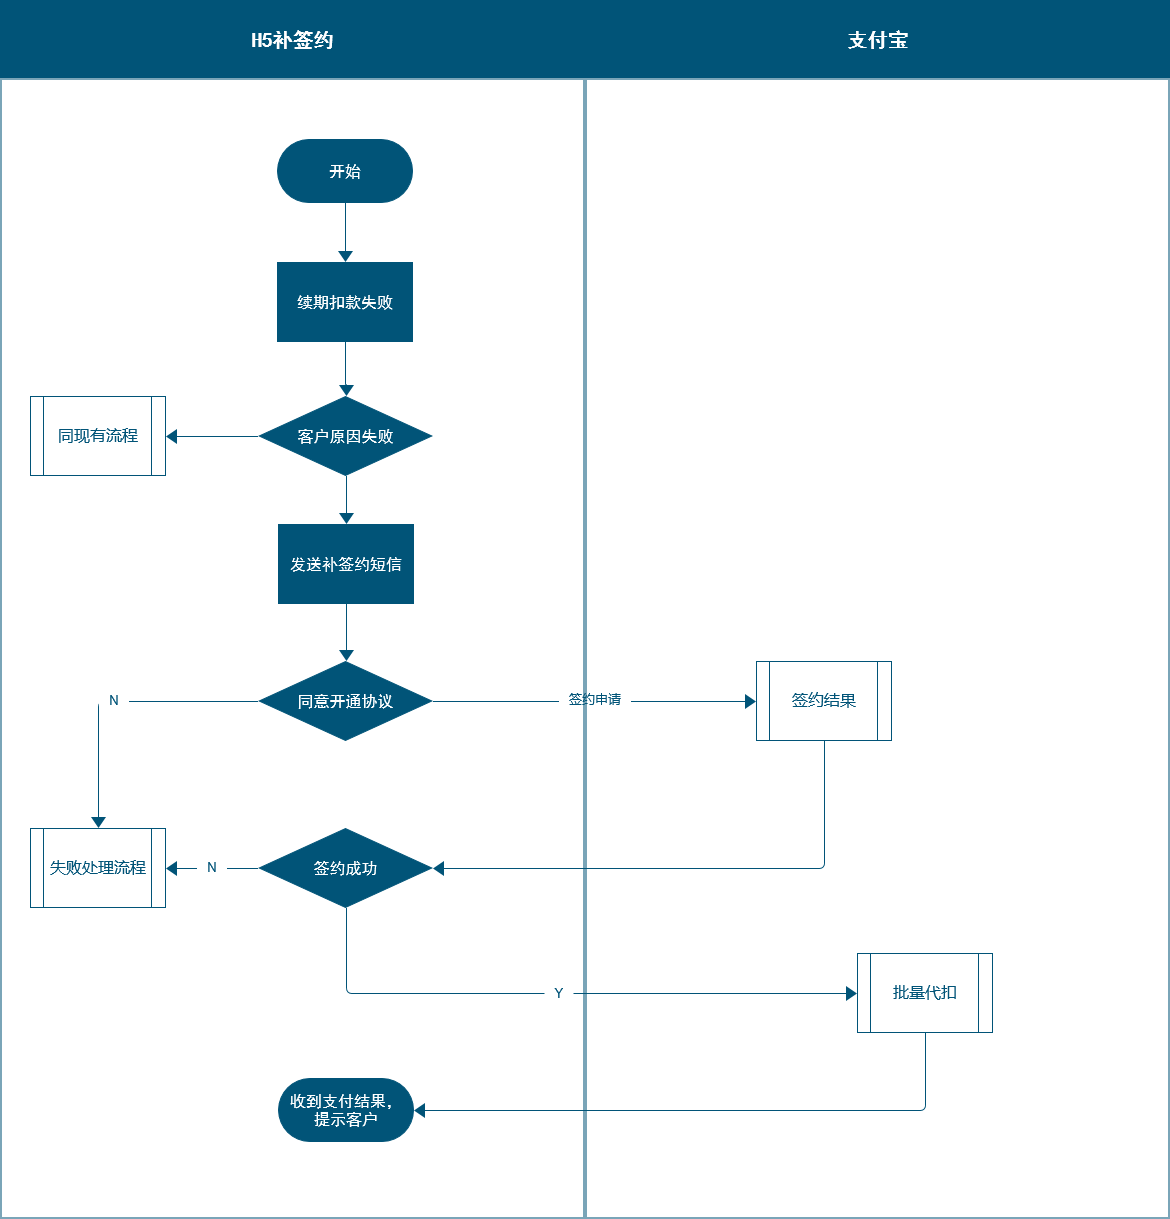 H5补签约
支付宝
开始
续期扣款失败
同现有流程
客户原因失败
发送补签约短信
N
同意开通协议
签约申请
签约结果
失败处理流程
N
签约成功
Y
批量代扣
收到支付结果，
提示客户